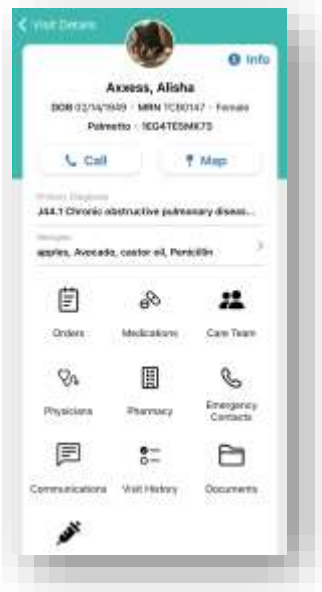 Visit Details
Info
Axxess, Alisha
DOB 02/14/1949 · MRN TCB0147 · Female
Palmetto · 1EG4TE5MK73
Call
Map
Primary Diagnosis
J44.1 Chronic obstructive pulmonary diseas...
Allergies
apples, Avocado, castor oil, Penicillin
Orders
Medications
Care Team
Physicians
Pharmacy
Emergency
Contacts
Communications
Visit History
Documents